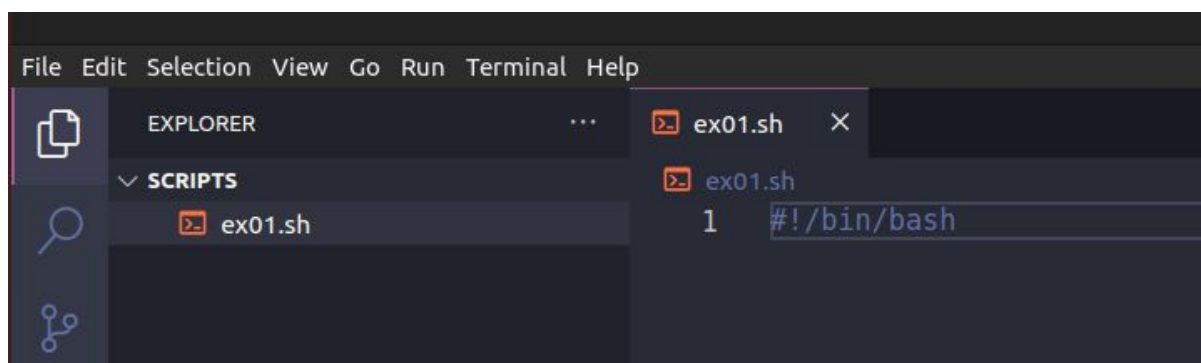 File Edit Selection View Go Run Terminal Help
EXPLORER ···
SCRIPTS
ex01.sh
ex01.sh ×
ex01.sh
1 #!/bin/bash